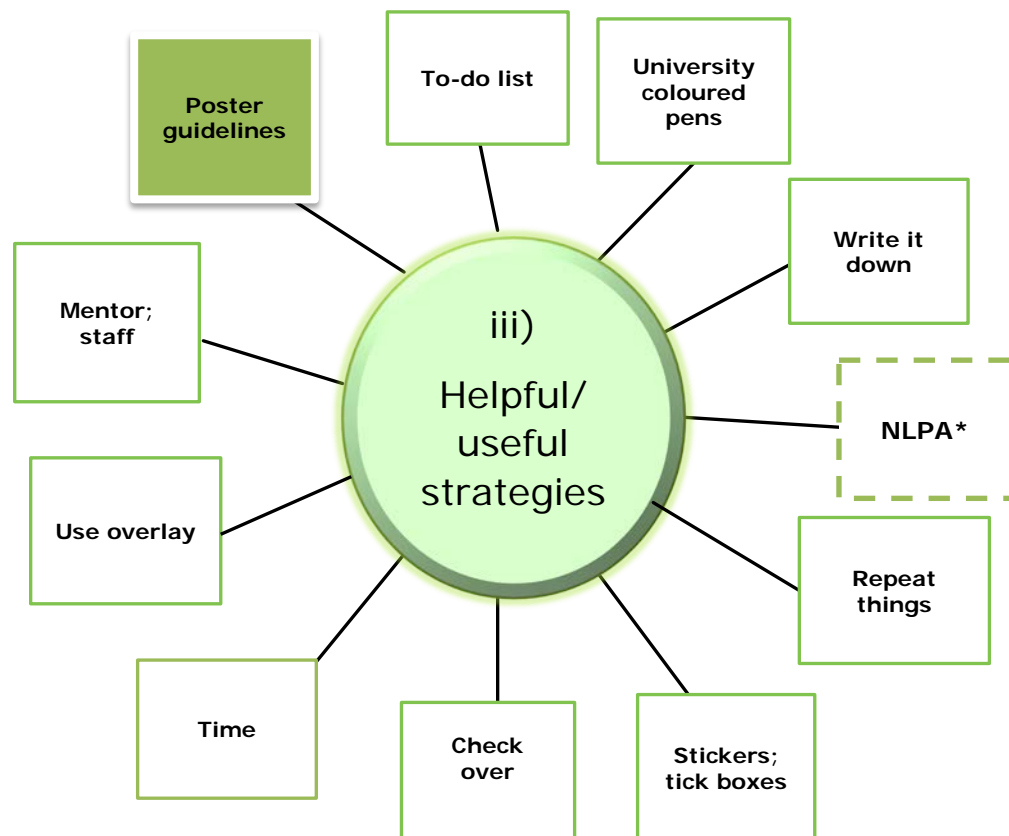 Poster
guidelines
To-do list
University
coloured
pens
Write it
down
NLPA*
Repeat
things
Stickers;
tick boxes
Check
over
Time
Use overlay
Mentor;
staff
iii)
Helpful/
useful
strategies